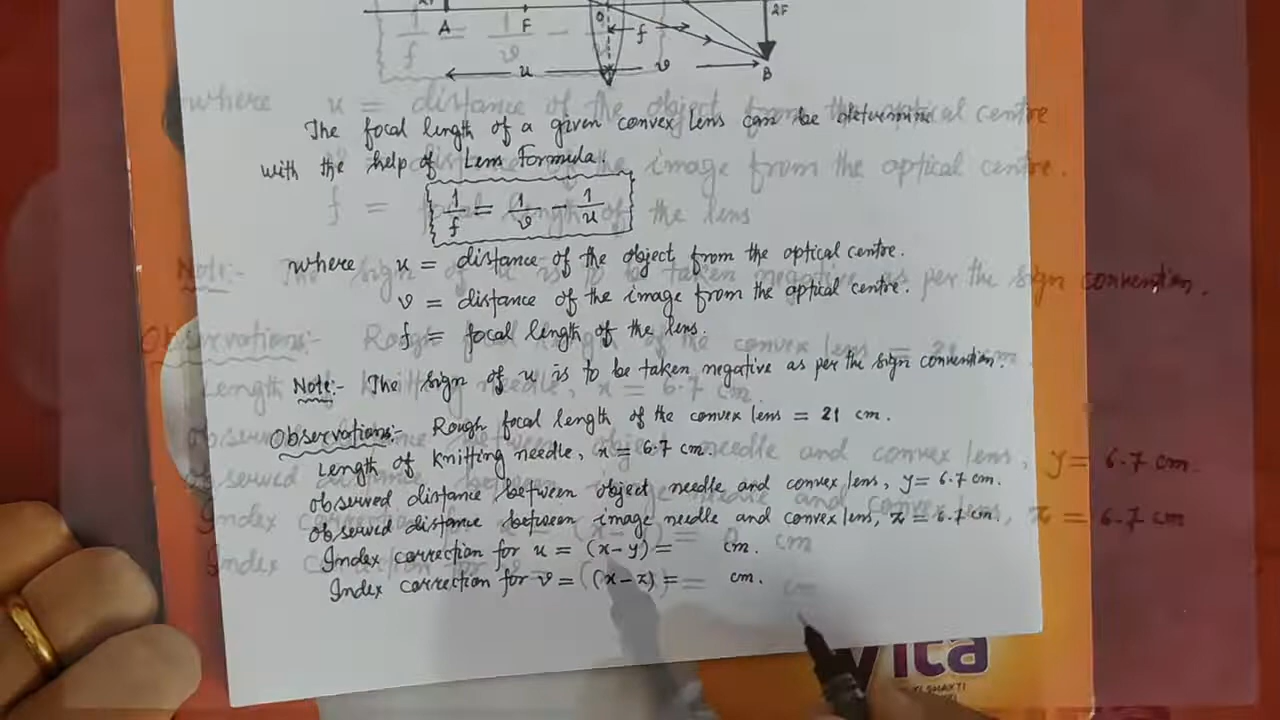 2F
A
F
O
f
2F
u
v
B
The focal length of a given convex lens can be determine
with the help of Lens Formula.
1/f = 1/v - 1/u
where u = distance of the object from the optical centre.
v = distance of the image from the optical centre.
f = focal length of the lens.
Note:- The sign of u is to be taken negative as per the sign convention.
Observations:- Rough focal length of the convex lens = 21 cm.
Length of knitting needle, x = 6.7 cm.
Observed distance between object needle and convex lens, y = 6.7 cm.
Observed distance between image needle and convex lens, z = 6.7 cm.
Index correction for u = (x-y) = cm.
Index correction for v = (x-z) = cm.
vita